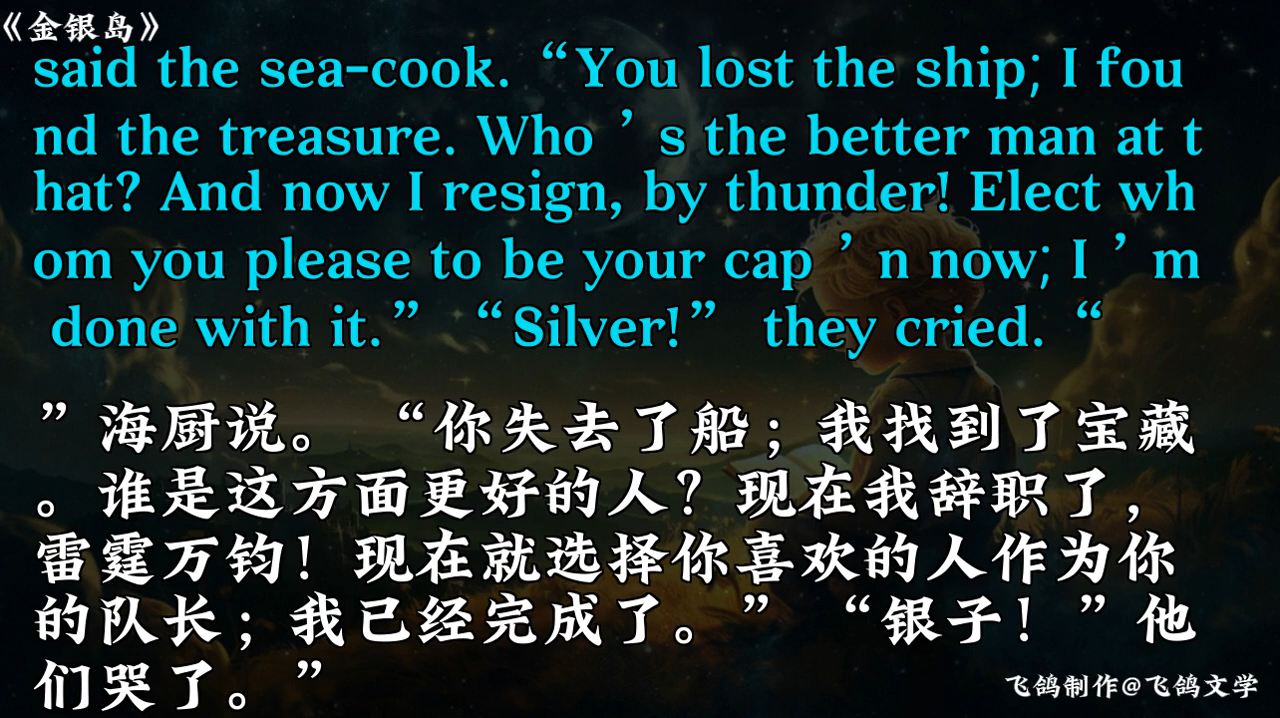 《金银岛》
said the sea-cook. “You lost the ship; I fou
nd the treasure. Who ’ s the better man at t
hat? And now I resign, by thunder! Elect wh
om you please to be your cap ’ n now; I ’ m
done with it.” “Silver!” they cried. “
”海厨说。 “你失去了船；我找到了宝藏
。谁是这方面更好的人？现在我辞职了，
雷霆万钧！现在就选择你喜欢的人作为你
的队长；我已经完成了。” “银子！”他
们哭了。”
飞鸽制作@飞鸽文学